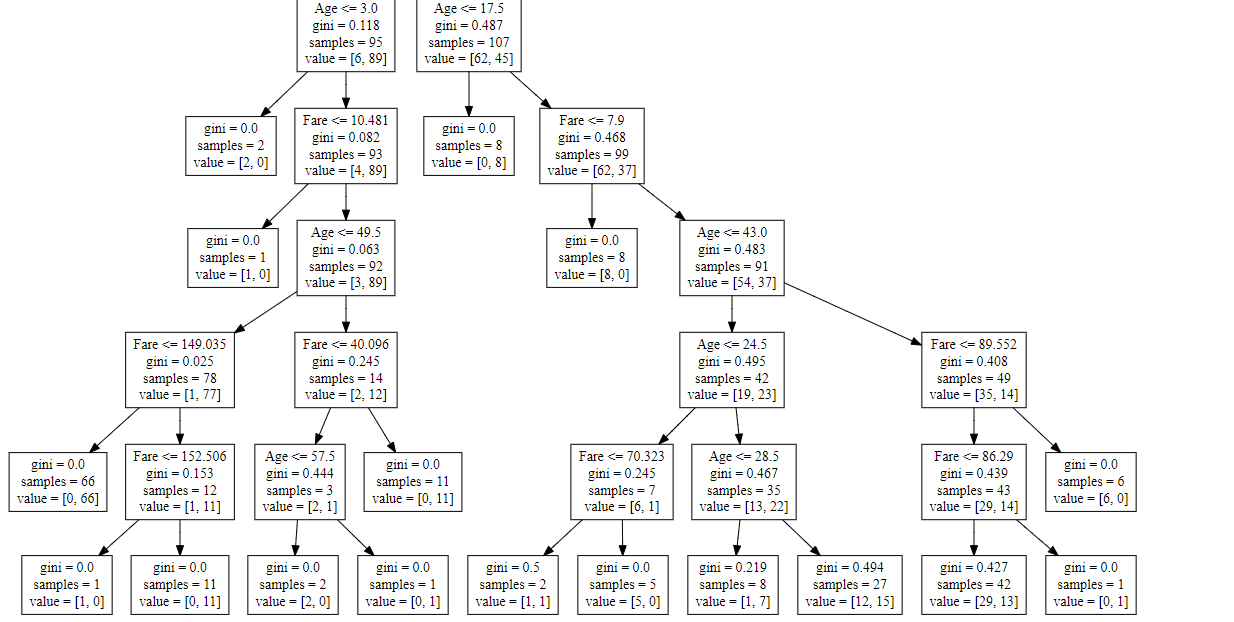 Age <= 3.0
gini = 0.118
samples = 95
value = [6, 89]
Age <= 17.5
gini = 0.487
samples = 107
value = [62, 45]
gini = 0.0
samples = 2
value = [2, 0]
Fare <= 10.481
gini = 0.082
samples = 93
value = [4, 89]
gini = 0.0
samples = 8
value = [0, 8]
Fare <= 7.9
gini = 0.468
samples = 99
value = [62, 37]
gini = 0.0
samples = 1
value = [1, 0]
Age <= 49.5
gini = 0.063
samples = 92
value = [3, 89]
gini = 0.0
samples = 8
value = [8, 0]
Age <= 43.0
gini = 0.483
samples = 91
value = [54, 37]
Fare <= 149.035
gini = 0.025
samples = 78
value = [1, 77]
Fare <= 40.096
gini = 0.245
samples = 14
value = [2, 12]
Age <= 24.5
gini = 0.495
samples = 42
value = [19, 23]
Fare <= 89.552
gini = 0.408
samples = 49
value = [35, 14]
gini = 0.0
samples = 66
value = [0, 66]
Fare <= 152.506
gini = 0.153
samples = 12
value = [1, 11]
Age <= 57.5
gini = 0.444
samples = 3
value = [2, 1]
gini = 0.0
samples = 11
value = [0, 11]
Fare <= 70.323
gini = 0.245
samples = 7
value = [6, 1]
Age <= 28.5
gini = 0.467
samples = 35
value = [13, 22]
Fare <= 86.29
gini = 0.439
samples = 43
value = [29, 14]
gini = 0.0
samples = 6
value = [6, 0]
gini = 0.0
samples = 1
value = [1, 0]
gini = 0.0
samples = 11
value = [0, 11]
gini = 0.0
samples = 2
value = [2, 0]
gini = 0.0
samples = 1
value = [0, 1]
gini = 0.5
samples = 2
value = [1, 1]
gini = 0.0
samples = 5
value = [5, 0]
gini = 0.219
samples = 8
value = [1, 7]
gini = 0.494
samples = 27
value = [12, 15]
gini = 0.427
samples = 42
value = [29, 13]
gini = 0.0
samples = 1
value = [0, 1]